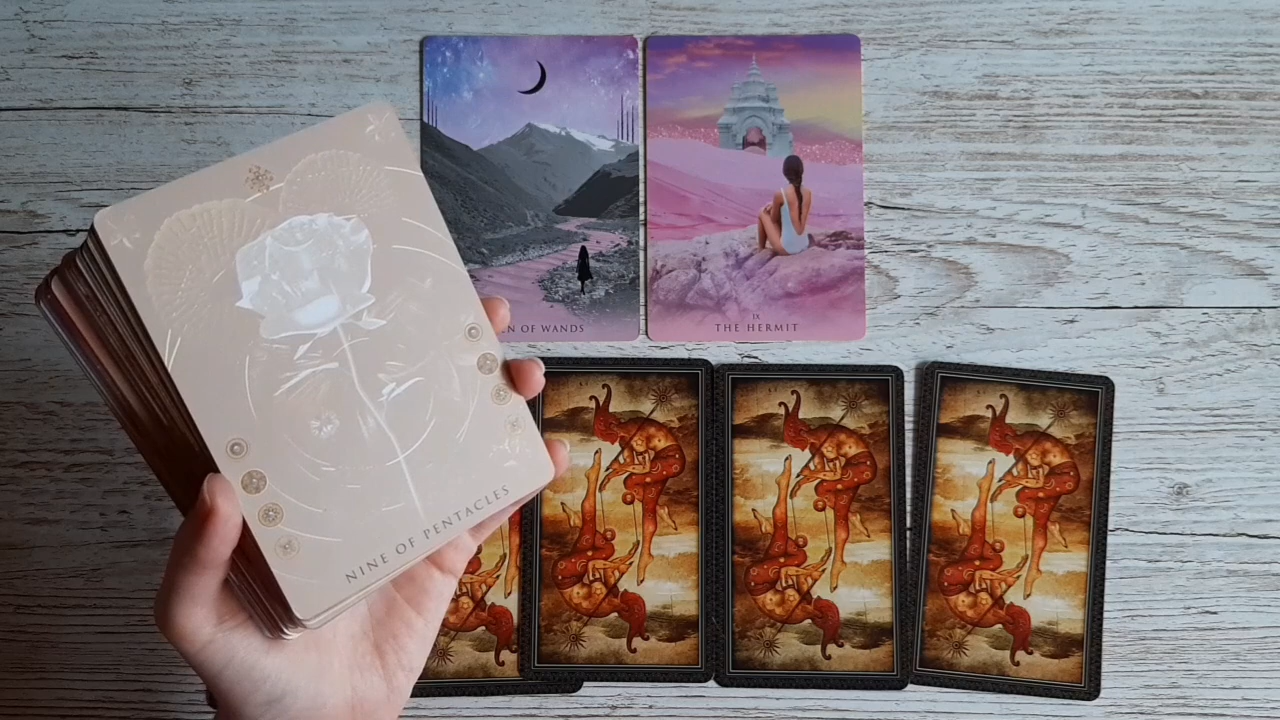 OF WANDS
IX
THE HERMIT
NINE OF PENTACLES